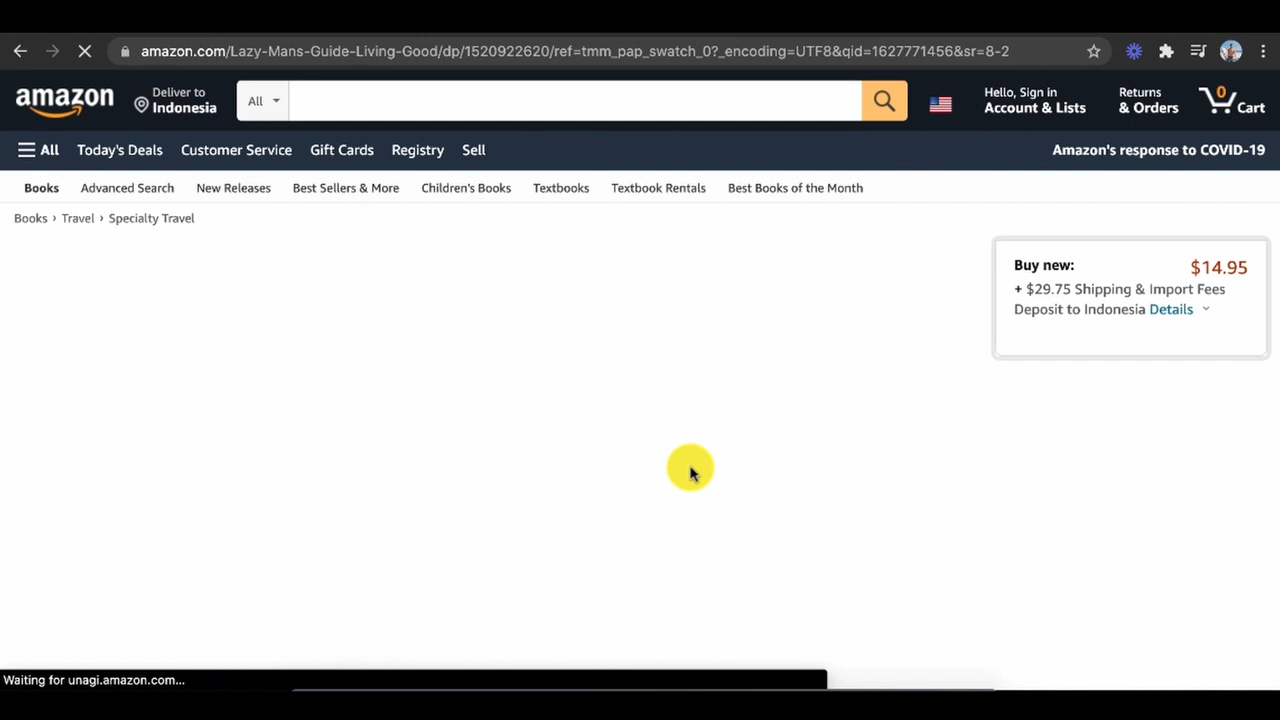 amazon.com/Lazy-Mans-Guide-Living-Good/dp/1520922620/ref=tmm_pap_swatch_0?_encoding=UTF8&qid=1627771456&sr=8-2
amazon
Deliver to
Indonesia
All
Hello, Sign in
Account & Lists
Returns
& Orders
0
Cart
All
Today's Deals
Customer Service
Gift Cards
Registry
Sell
Amazon's response to COVID-19
Books
Advanced Search
New Releases
Best Sellers & More
Children's Books
Textbooks
Textbook Rentals
Best Books of the Month
Books › Travel › Specialty Travel
Buy new: $14.95
+ $29.75 Shipping & Import Fees
Deposit to Indonesia Details
Waiting for unagi.amazon.com...